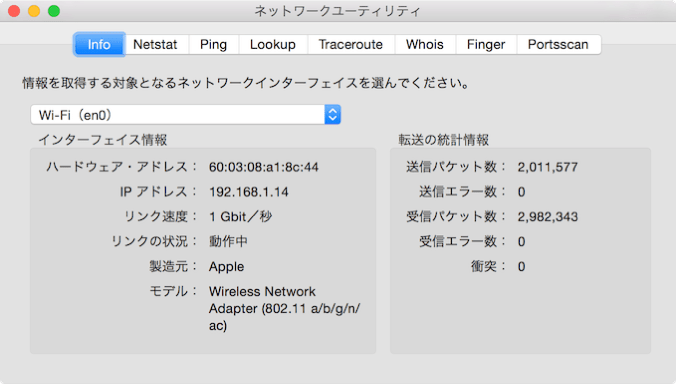 ネットワークユーティリティ
Info Netstat Ping Lookup Traceroute Whois Finger Portsscan
情報を取得する対象となるネットワークインターフェイスを選んでください。
Wi-Fi（en0）
インターフェイス情報
ハードウェア・アドレス： 60:03:08:a1:8c:44
IP アドレス： 192.168.1.14
リンク速度： 1 Gbit／秒
リンクの状況： 動作中
製造元： Apple
モデル： Wireless Network
Adapter (802.11 a/b/g/n/
ac)
転送の統計情報
送信パケット数： 2,011,577
送信エラー数： 0
受信パケット数： 2,982,343
受信エラー数： 0
衝突： 0